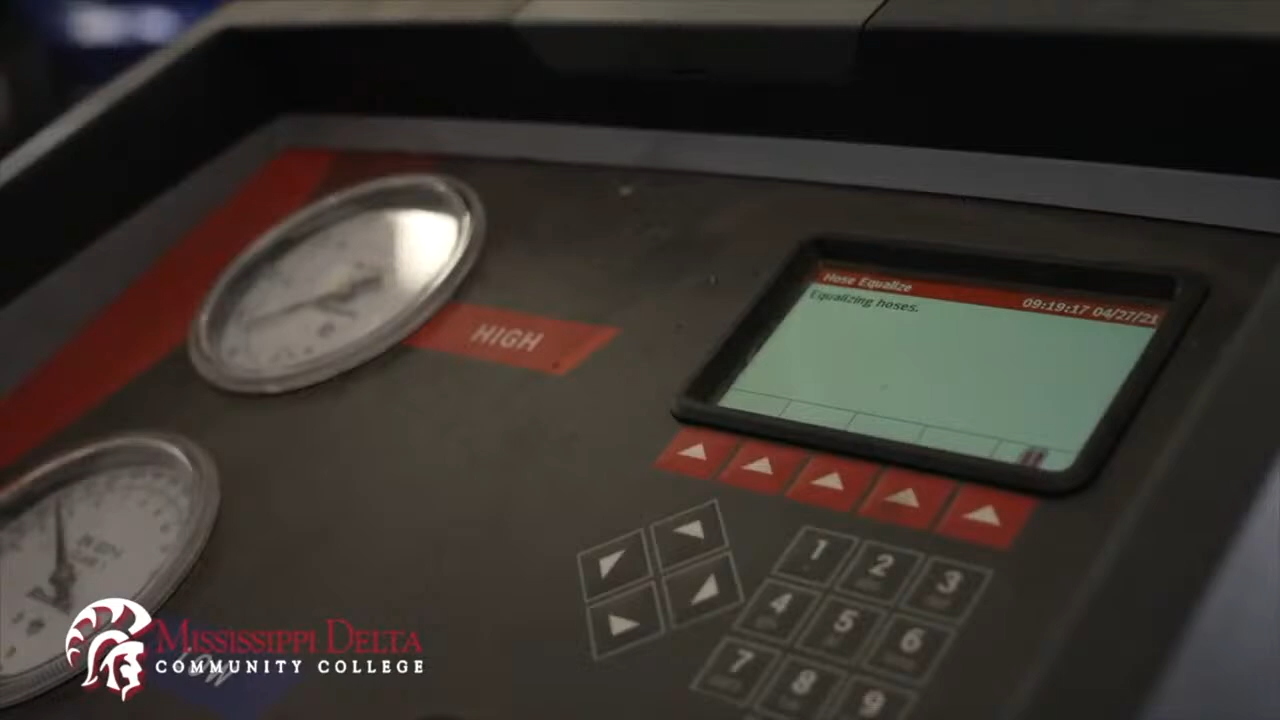 Hose Equalize
09:19:17 04/27/21
Equalizing hoses.
HIGH
1 2 3
4 5 6
7 8 9
MISSISSIPPI DELTA
COMMUNITY COLLEGE